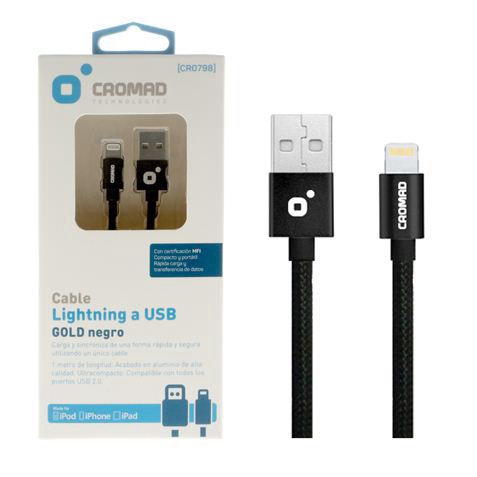 [CR0798]
CROMAD
TECHNOLOGIES
Con certificación MFI
Compacto y portátil
Rápida carga y
transferencia de datos
Cable
Lightning a USB
GOLD negro
Carga y sincroniza de una forma rápida y segura
utilizando un único cable.
1 metro de longitud. Acabado en aluminio de alta
calidad. Ultracompacto. Compatible con todos los
puertos USB 2.0.
Made for
iPod iPhone iPad
CROMAD